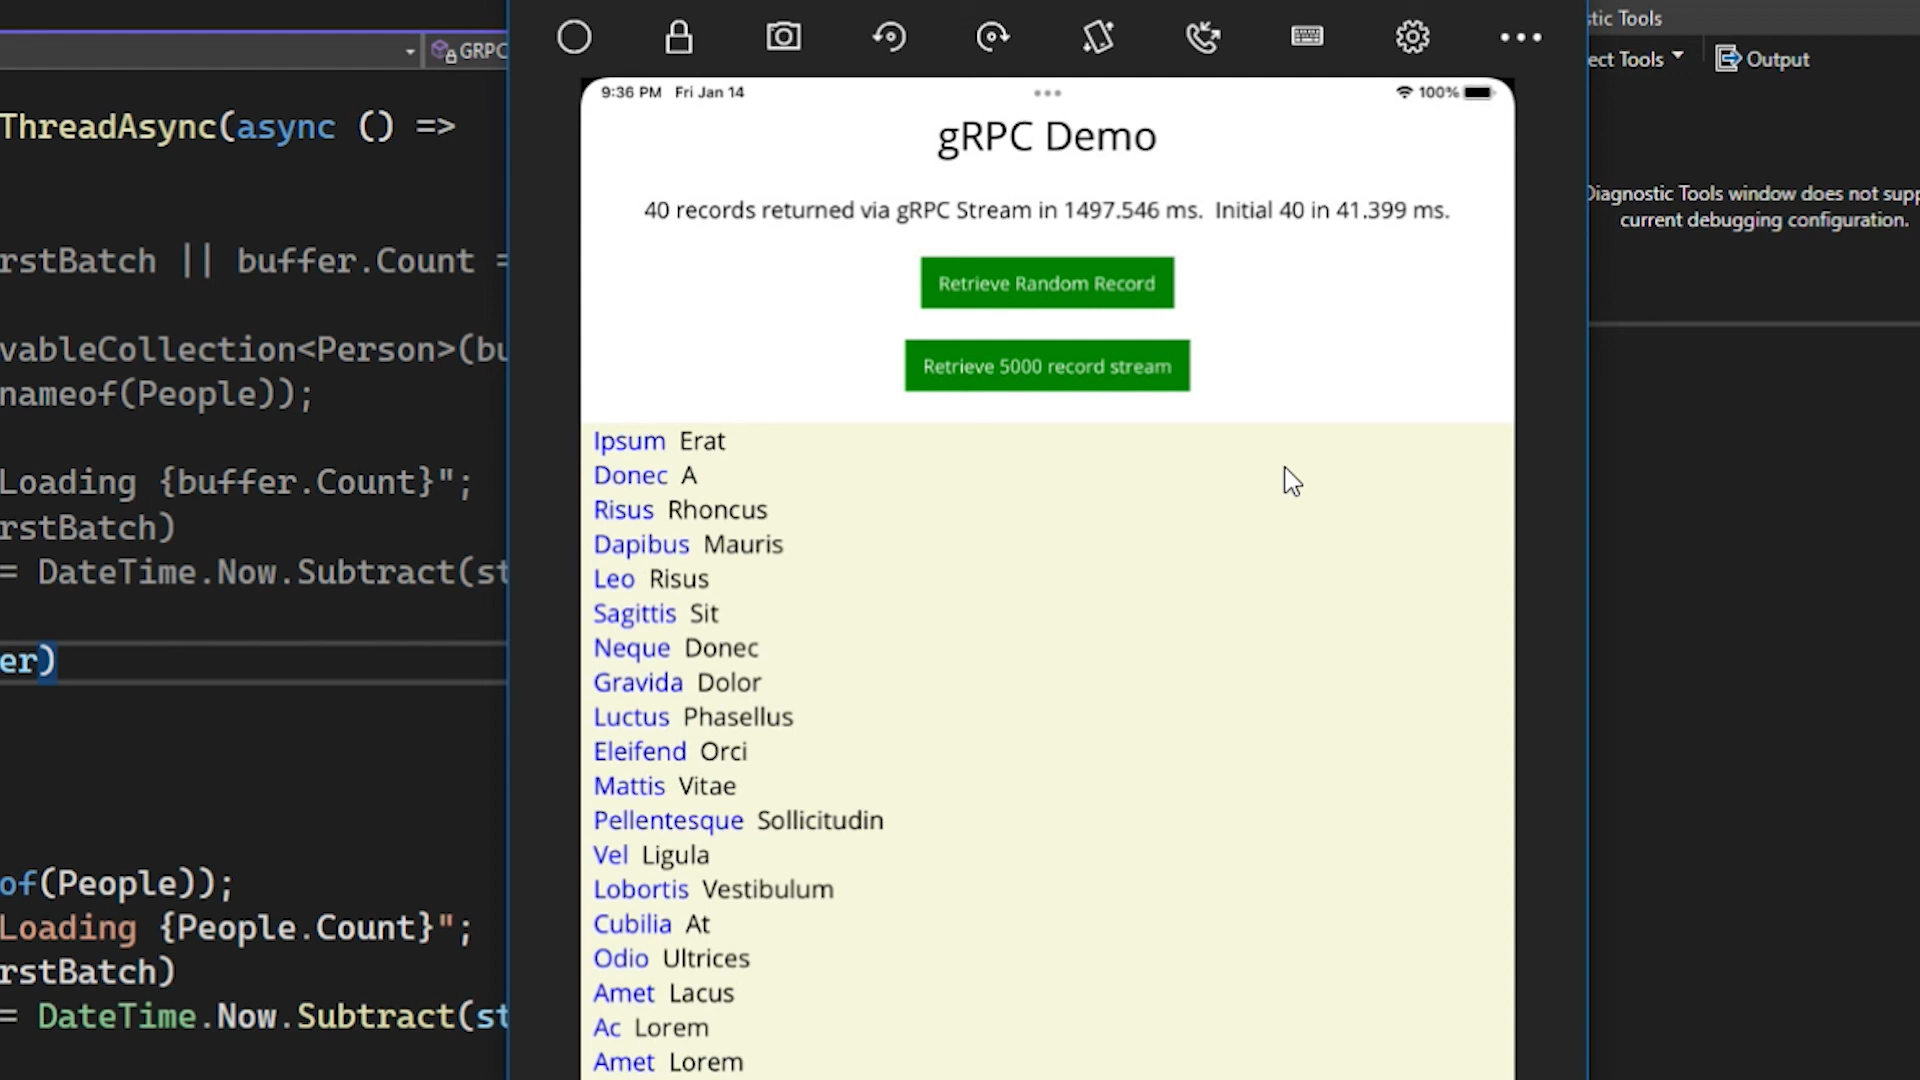 GRPC
ThreadAsync(async () =>
rstBatch || buffer.Count =
vableCollection<Person>(bu
nameof(People));
Loading {buffer.Count}";
rstBatch)
= DateTime.Now.Subtract(st
er)
of(People));
Loading {People.Count}";
rstBatch)
= DateTime.Now.Subtract(st
9:36 PM Fri Jan 14
100%
gRPC Demo
40 records returned via gRPC Stream in 1497.546 ms. Initial 40 in 41.399 ms.
Retrieve Random Record
Retrieve 5000 record stream
Ipsum Erat
Donec A
Risus Rhoncus
Dapibus Mauris
Leo Risus
Sagittis Sit
Neque Donec
Gravida Dolor
Luctus Phasellus
Eleifend Orci
Mattis Vitae
Pellentesque Sollicitudin
Vel Ligula
Lobortis Vestibulum
Cubilia At
Odio Ultrices
Amet Lacus
Ac Lorem
Amet Lorem
stic Tools
ect Tools
Output
Diagnostic Tools window does not supp
current debugging configuration.